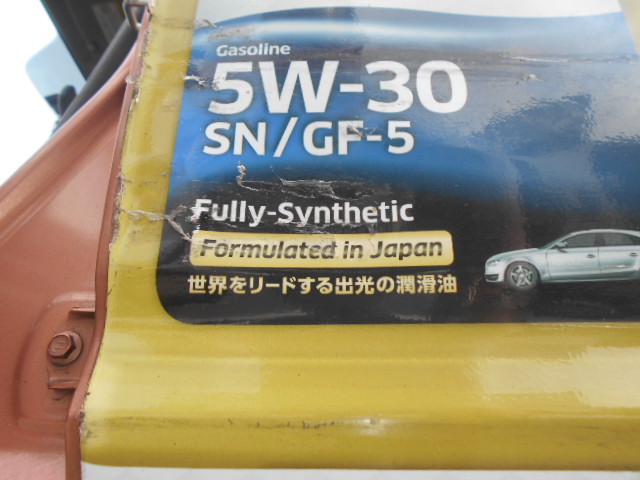 Gasoline
5W-30
SN/GF-5
Fully-Synthetic
Formulated in Japan
世界をリードする出光の潤滑油